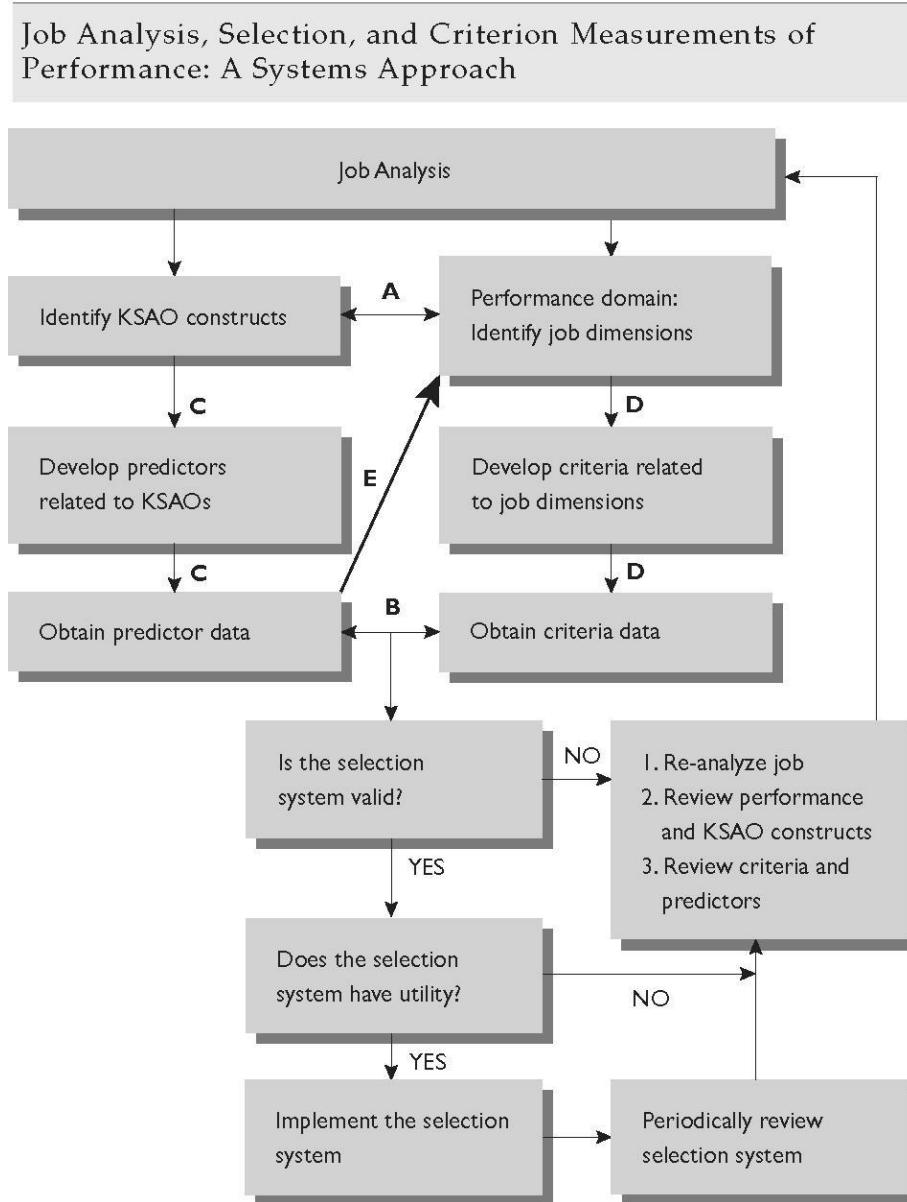 Job Analysis, Selection, and Criterion Measurements of
Performance: A Systems Approach
Job Analysis
Identify KSAO constructs
A
Performance domain:
Identify job dimensions
C
D
Develop predictors
related to KSAOs
E
Develop criteria related
to job dimensions
C
D
Obtain predictor data
B
Obtain criteria data
Is the selection
system valid?
NO
1. Re-analyze job
2. Review performance
and KSAO constructs
3. Review criteria and
predictors
YES
Does the selection
system have utility?
NO
YES
Implement the selection
system
Periodically review
selection system